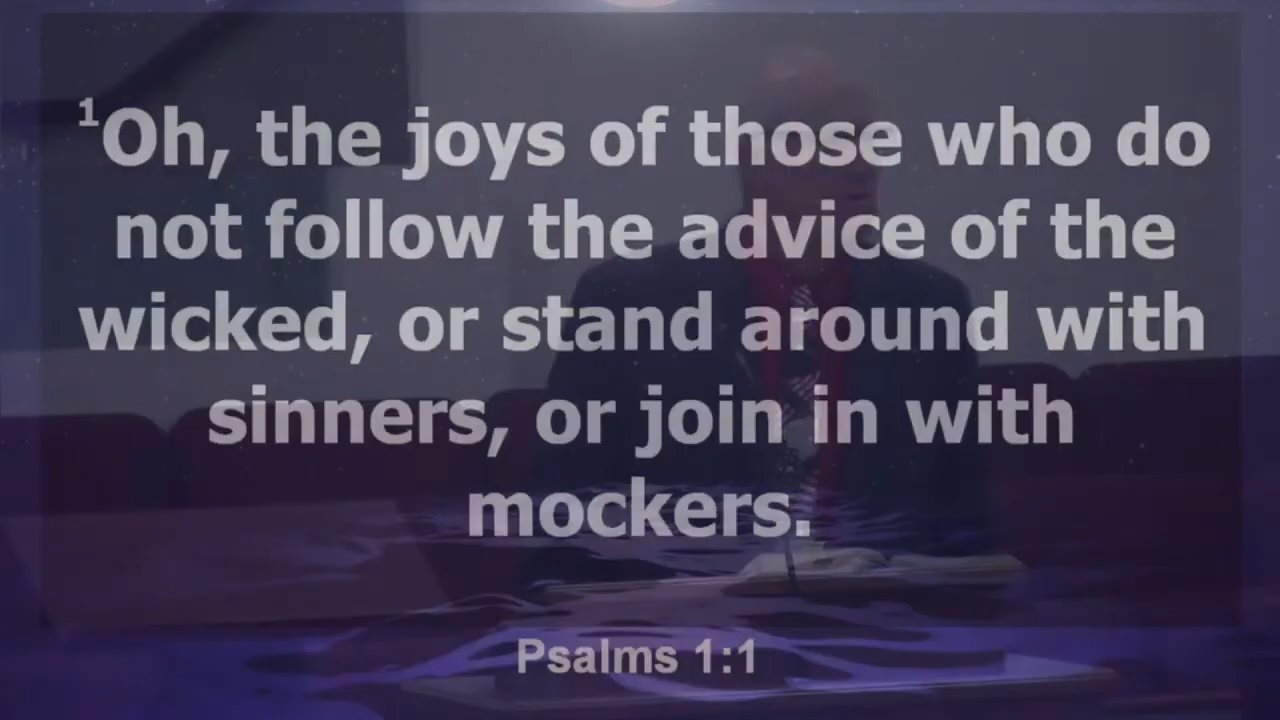 ¹Oh, the joys of those who do
not follow the advice of the
wicked, or stand around with
sinners, or join in with
mockers.
Psalms 1:1